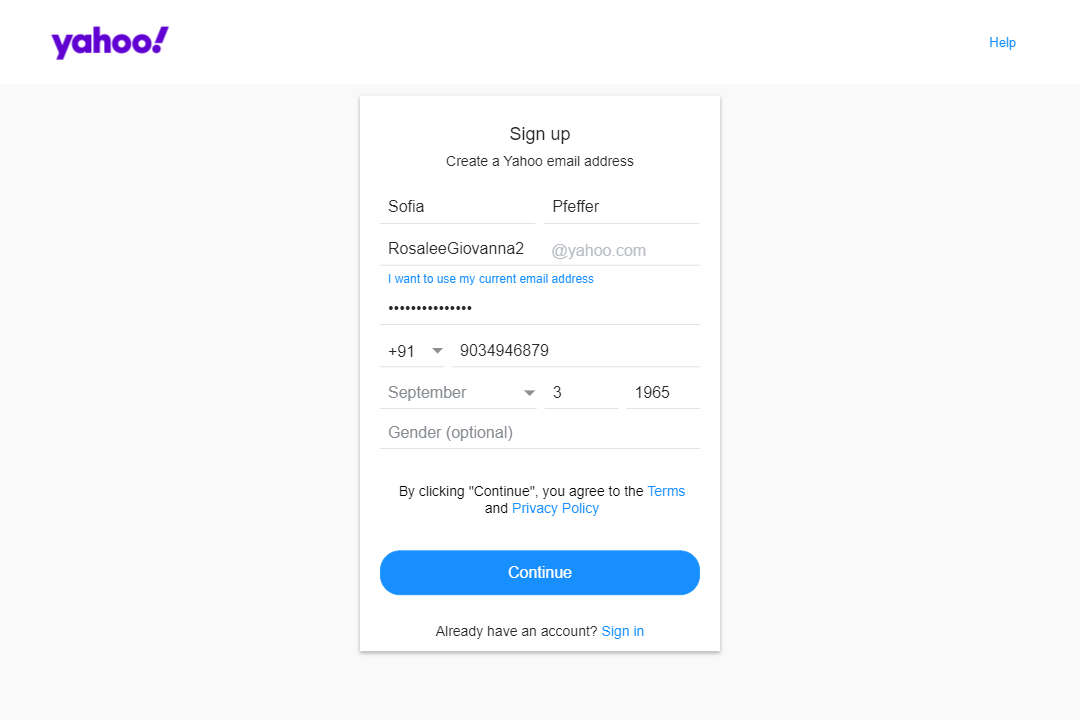 yahoo!
Help
Sign up
Create a Yahoo email address
Sofia Pfeffer
RosaleeGiovanna2 @yahoo.com
I want to use my current email address
•••••••••••••••
+91 9034946879
September 3 1965
Gender (optional)
By clicking "Continue", you agree to the Terms
and Privacy Policy
Continue
Already have an account? Sign in